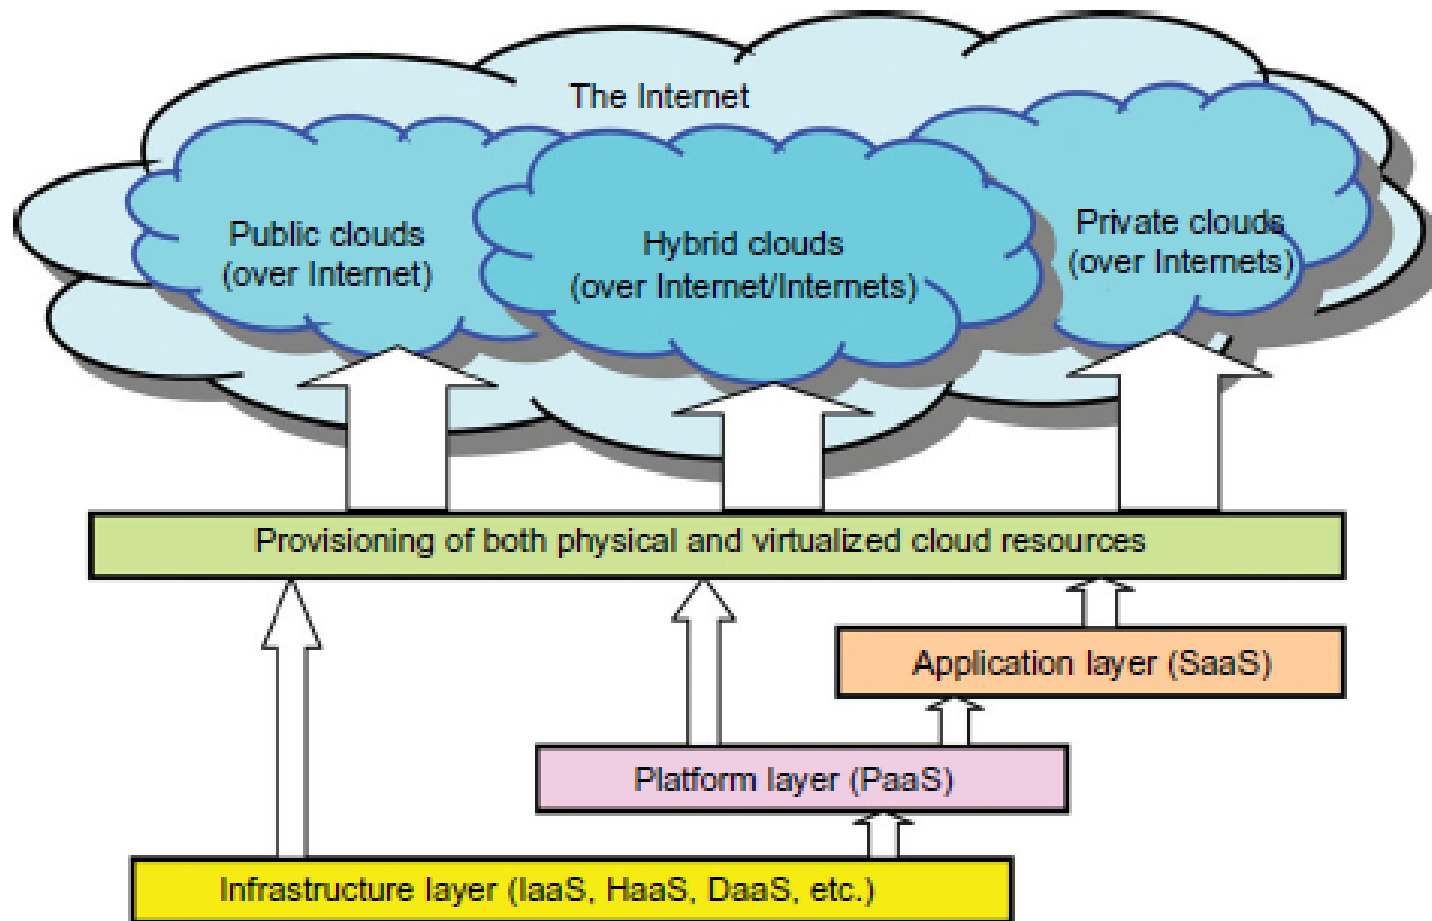 The Internet
Public clouds
(over Internet)
Hybrid clouds
(over Internet/Internets)
Private clouds
(over Internets)
Provisioning of both physical and virtualized cloud resources
Application layer (SaaS)
Platform layer (PaaS)
Infrastructure layer (IaaS, HaaS, DaaS, etc.)